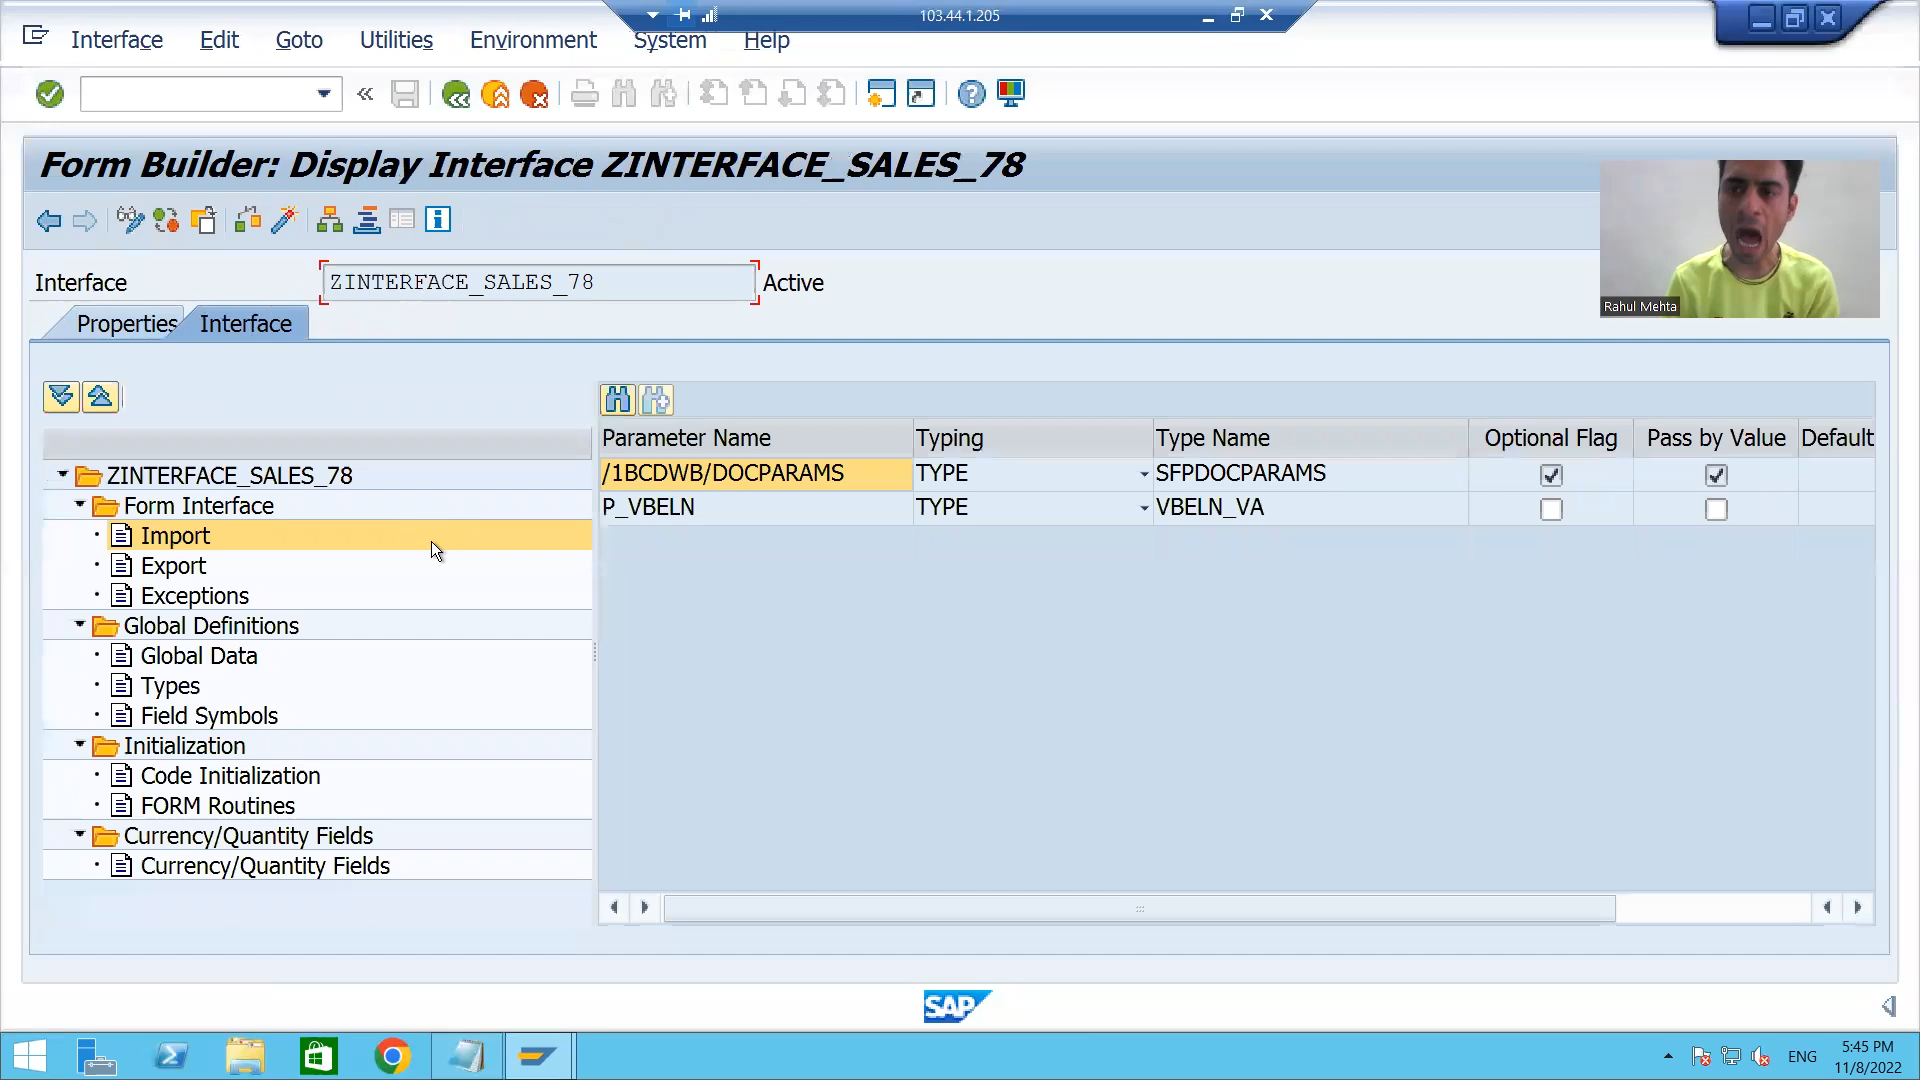 103.44.1.205
Interface Edit Goto Utilities Environment System Help
Form Builder: Display Interface ZINTERFACE_SALES_78
Interface ZINTERFACE_SALES_78 Active
Properties Interface
Rahul Mehta
Parameter Name Typing Type Name Optional Flag Pass by Value Default
/1BCDWB/DOCPARAMS TYPE SFPDOCPARAMS
P_VBELN TYPE VBELN_VA
ZINTERFACE_SALES_78
Form Interface
Import
Export
Exceptions
Global Definitions
Global Data
Types
Field Symbols
Initialization
Code Initialization
FORM Routines
Currency/Quantity Fields
Currency/Quantity Fields
SAP
ENG
5:45 PM
11/8/2022